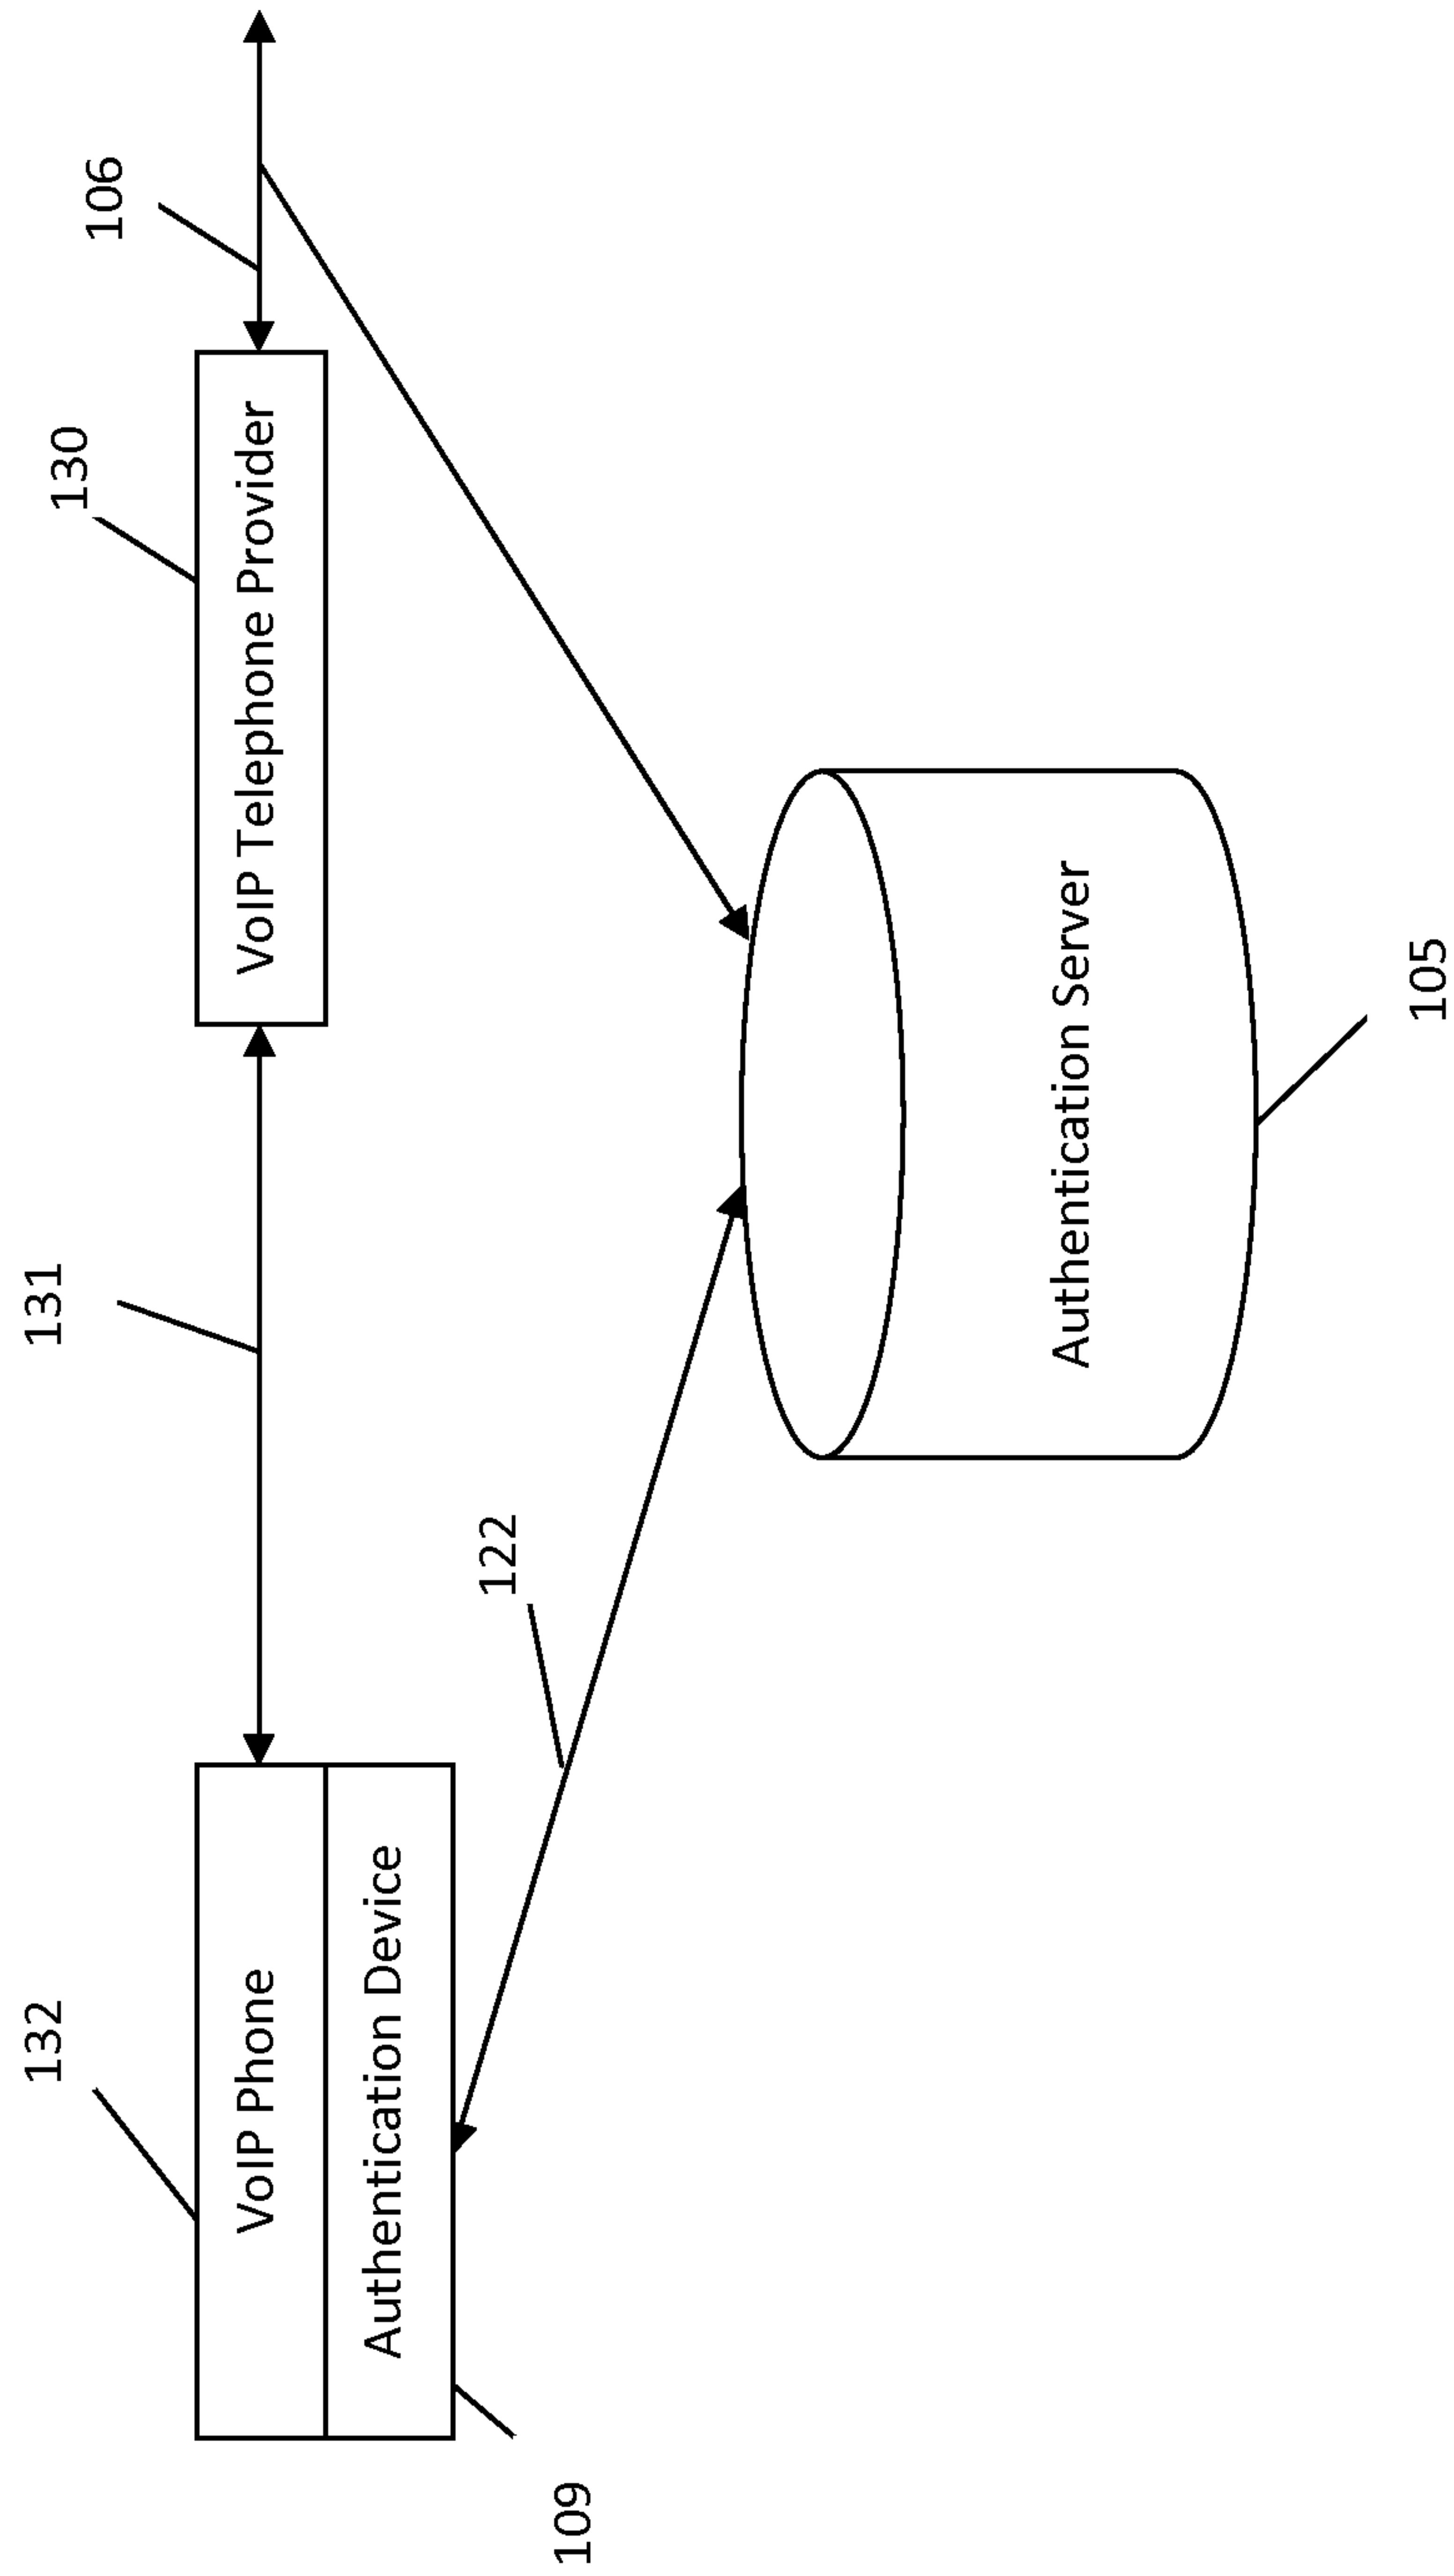 132
131
130
106
VoIP Phone
VoIP Telephone Provider
Authentication Device
109
122
Authentication Server
105